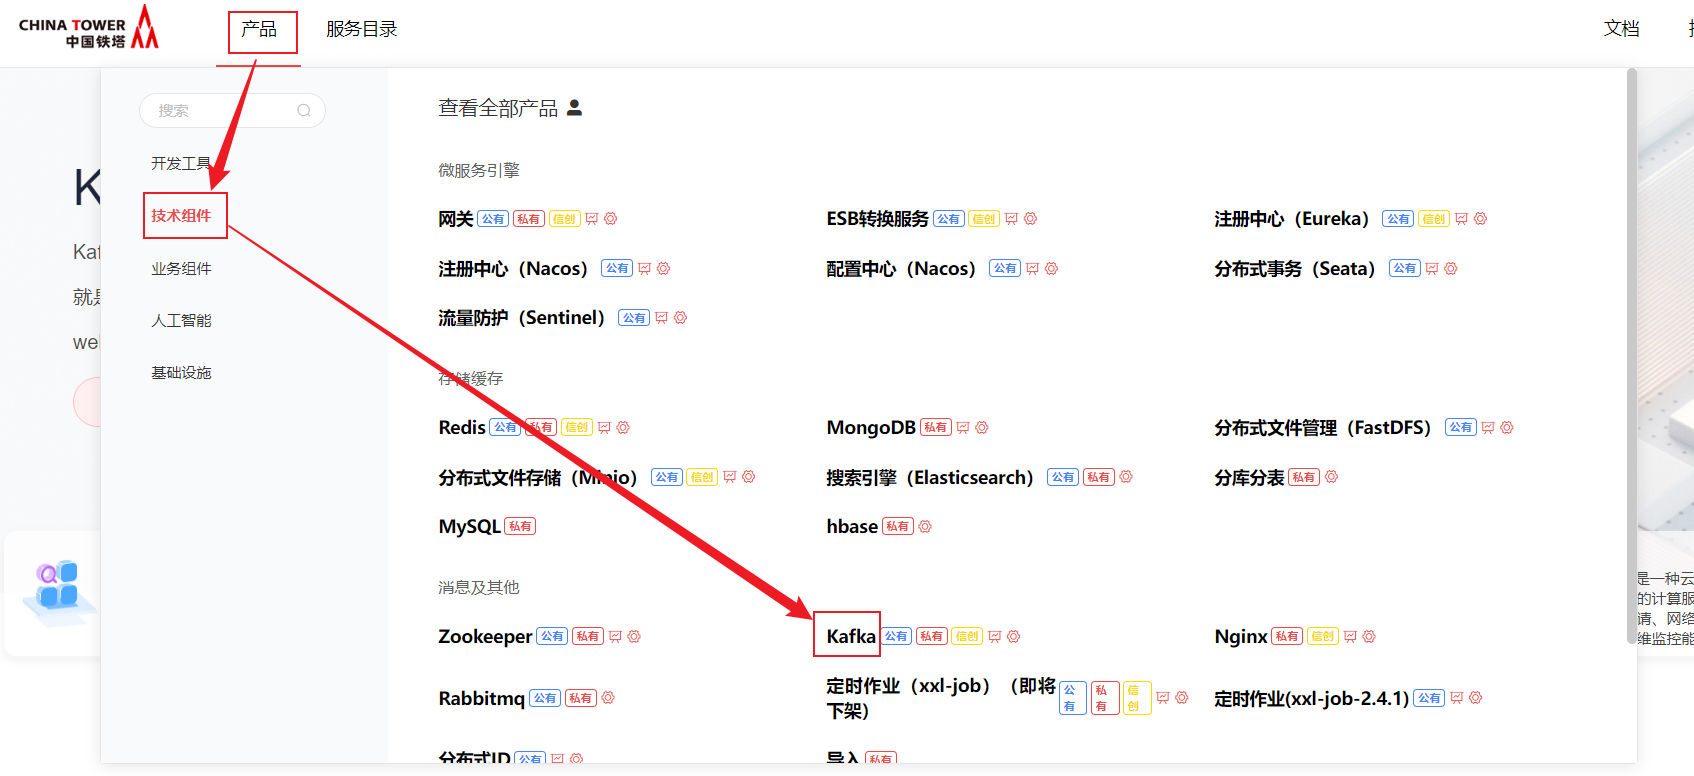 CHINA TOWER
中国铁塔
产品
服务目录
文档
搜索
开发工具
技术组件
业务组件
人工智能
基础设施
查看全部产品
微服务引擎
网关 公有 私有 信创
ESB转换服务 公有 信创
注册中心（Eureka） 公有 信创
注册中心（Nacos） 公有
配置中心（Nacos） 公有
分布式事务（Seata） 公有
流量防护（Sentinel） 公有
存储缓存
Redis 公有 私有 信创
MongoDB 私有
分布式文件管理（FastDFS） 公有
分布式文件存储（Minio） 公有 信创
搜索引擎（Elasticsearch） 公有 私有
分库分表 私有
MySQL 私有
hbase 私有
消息及其他
Zookeeper 公有 私有
Kafka 公有 私有 信创
Nginx 私有 信创
Rabbitmq 公有 私有
定时作业（xxl-job）（即将
下架） 公有 私有 信创
定时作业(xxl-job-2.4.1) 公有
分布式ID 公有
导入 私有
K
Kaf
就是
we
是一种云
的计算服
请、网络
维监控能